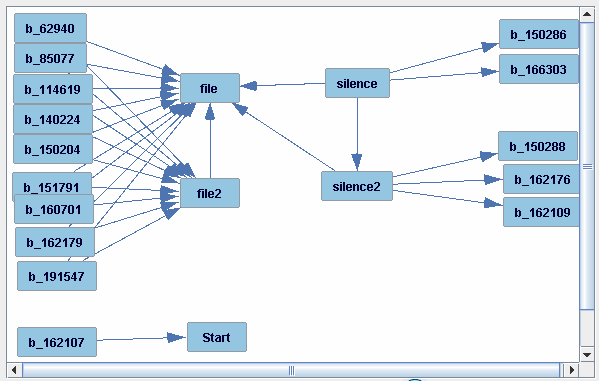 b_62940
b_85077
b_114619
b_140224
b_150204
b_151791
b_160701
b_162179
b_191547
b_162107
file
file2
Start
silence
silence2
b_150286
b_166303
b_150288
b_162176
b_162109